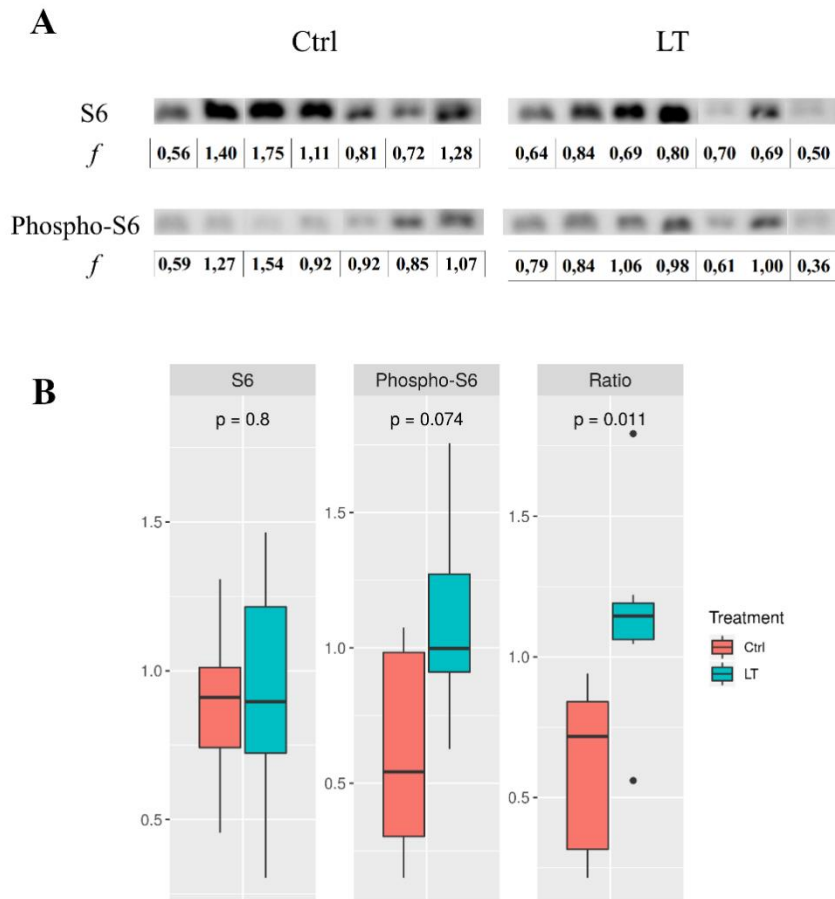 A
Ctrl LT
S6
f 0,56 1,40 1,75 1,11 0,81 0,72 1,28 0,64 0,84 0,69 0,80 0,70 0,69 0,50
Phospho-S6
f 0,59 1,27 1,54 0,92 0,92 0,85 1,07 0,79 0,84 1,06 0,98 0,61 1,00 0,36
B
S6 Phospho-S6 Ratio
p = 0.8 p = 0.074 p = 0.011
1.5 1.5 1.5
1.0 1.0 1.0
0.5 0.5 0.5
Treatment
Ctrl
LT